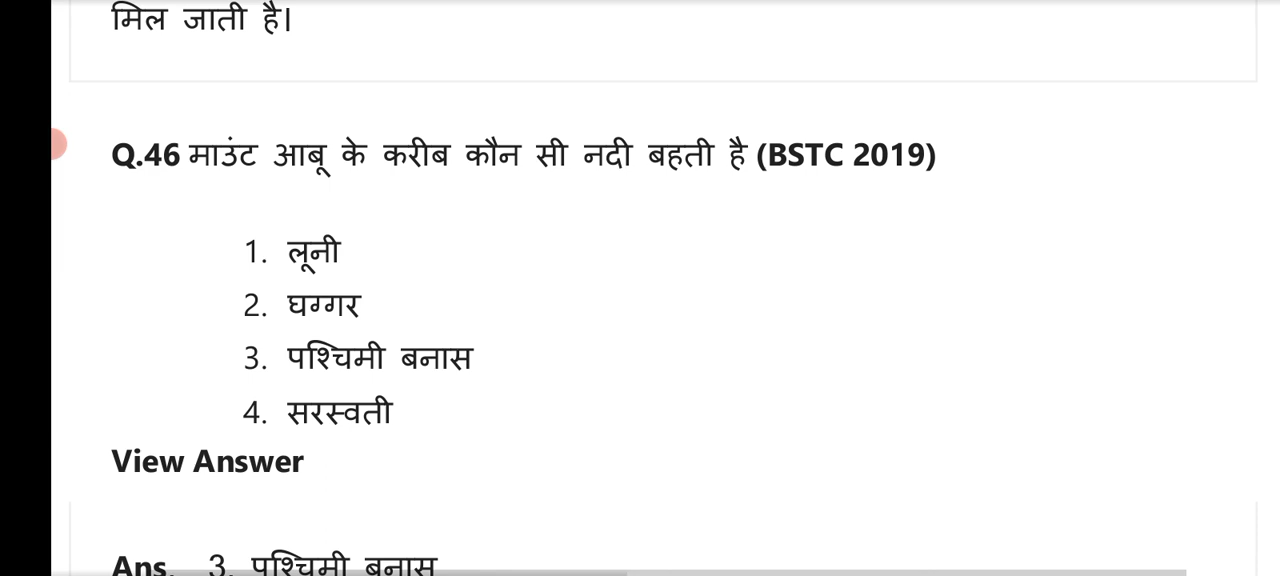 मिल जाती है।
Q.46 माउंट आबू के करीब कौन सी नदी बहती है (BSTC 2019)
1. लूनी
2. घग्गर
3. पश्चिमी बनास
4. सरस्वती
View Answer
Ans. 3. पश्चिमी बनास